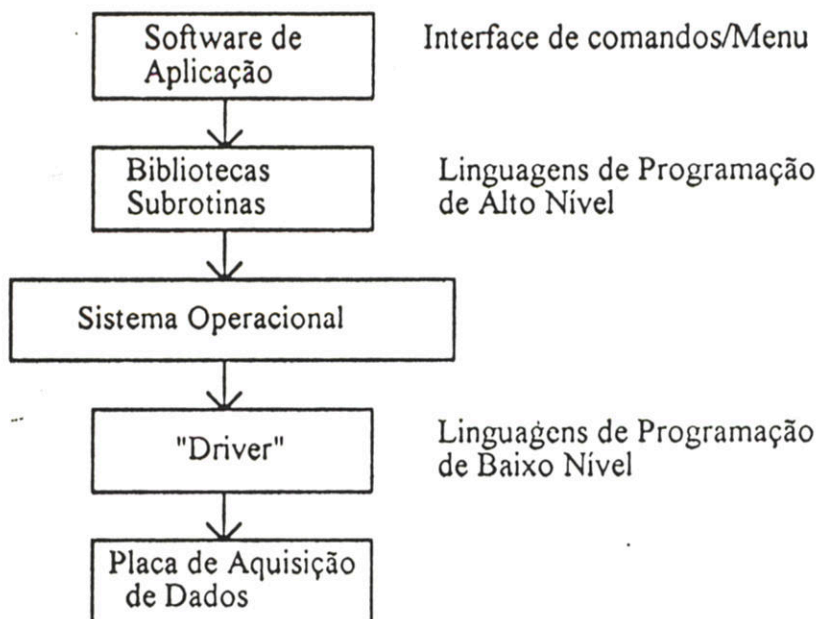 Software de
Aplicação
Interface de comandos/Menu
Bibliotecas
Subrotinas
Linguagens de Programação
de Alto Nível
Sistema Operacional
"Driver"
Linguagens de Programação
de Baixo Nível
Placa de Aquisição
de Dados